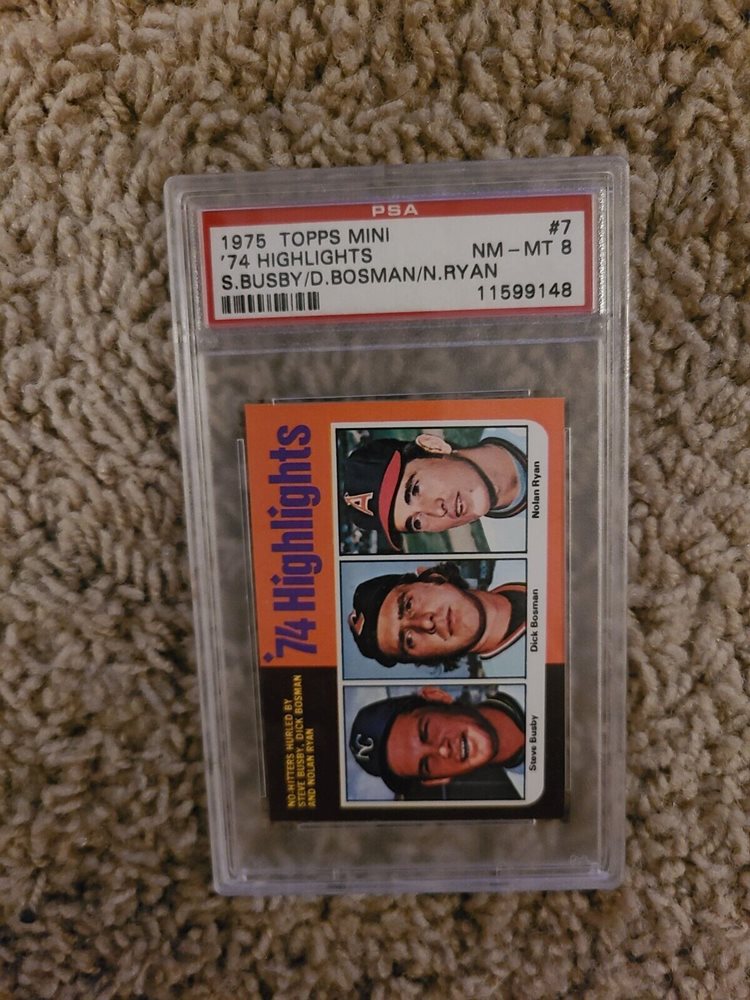 PSA
1975 TOPPS MINI #7
'74 HIGHLIGHTS NM-MT 8
S.BUSBY/D.BOSMAN/N.RYAN
11599148
'74 Highlights
NO-HITTERS HURLED BY
STEVE BUSBY, DICK BOSMAN
AND NOLAN RYAN
A
C
KC
Steve Busby
Dick Bosman
Nolan Ryan